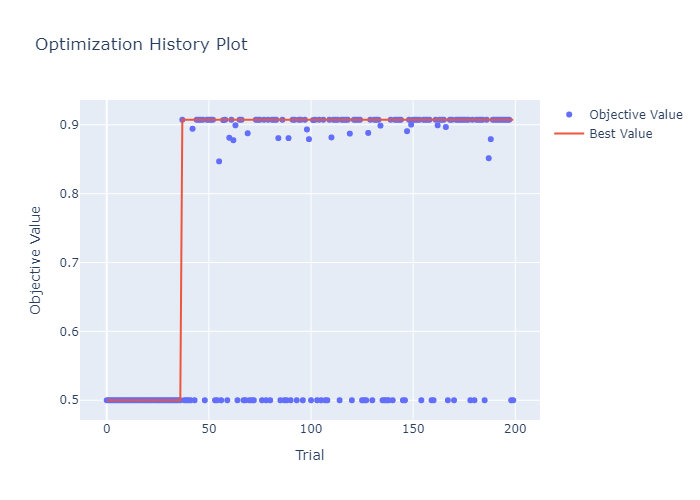 Optimization History Plot
Objective Value
Best Value
0.9
0.8
0.7
0.6
0.5
Objective Value
0
50
100
150
200
Trial